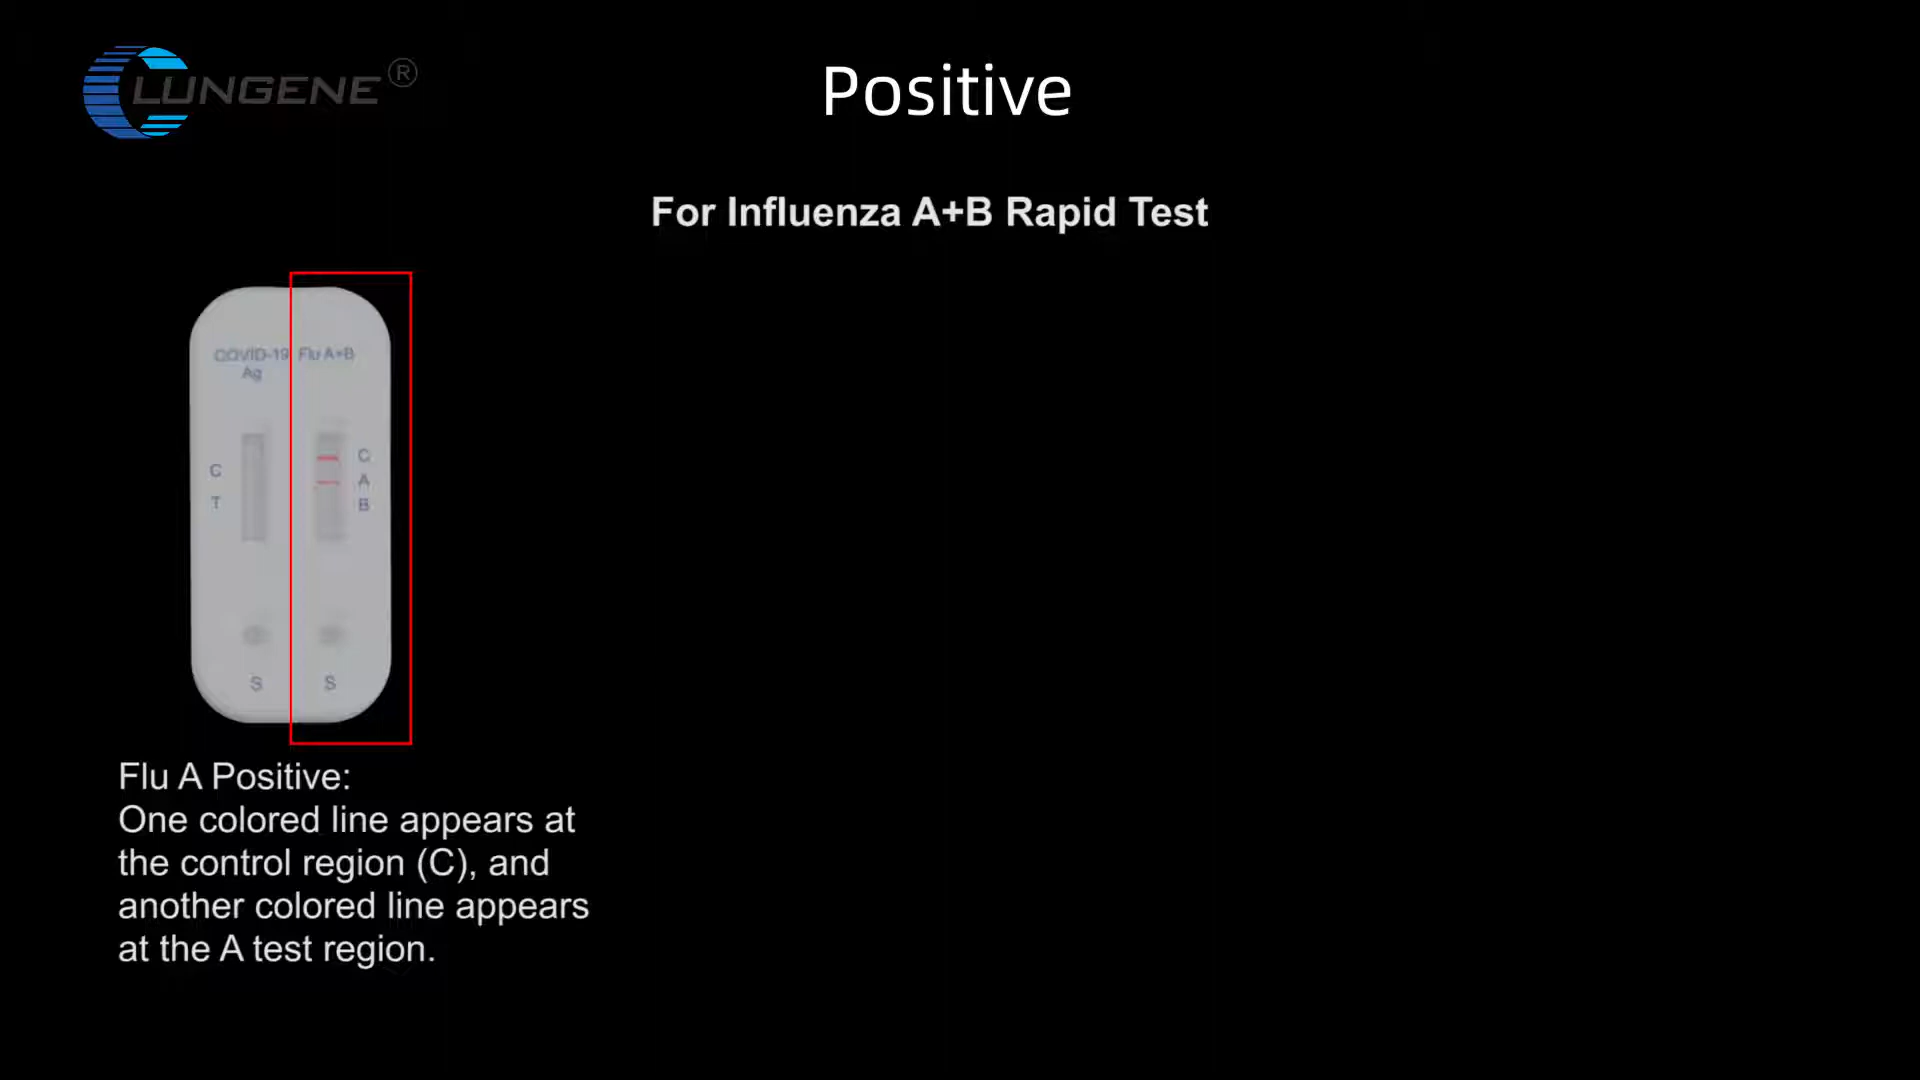 LUNGENE®
Positive
For Influenza A+B Rapid Test
COVID-19 Flu A+B
Ag
C
T
C
A
B
S S
Flu A Positive:
One colored line appears at
the control region (C), and
another colored line appears
at the A test region.